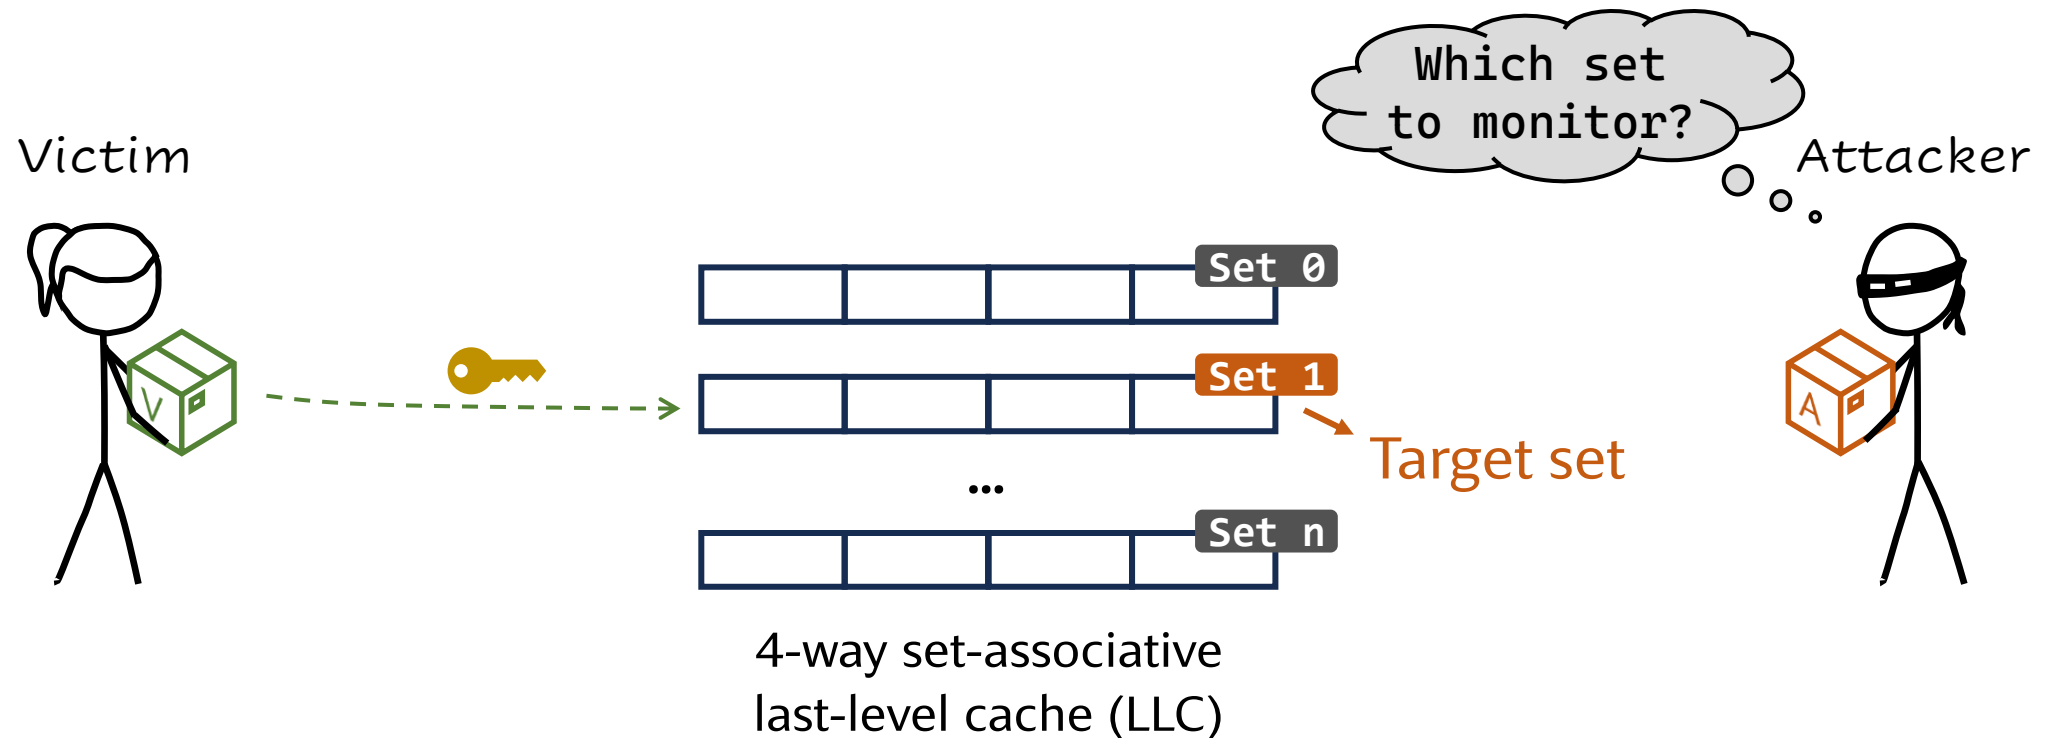 Which set
to monitor?
Victim
Attacker
Set 0
Set 1
V
A
Target set
...
Set n
4-way set-associative
last-level cache (LLC)